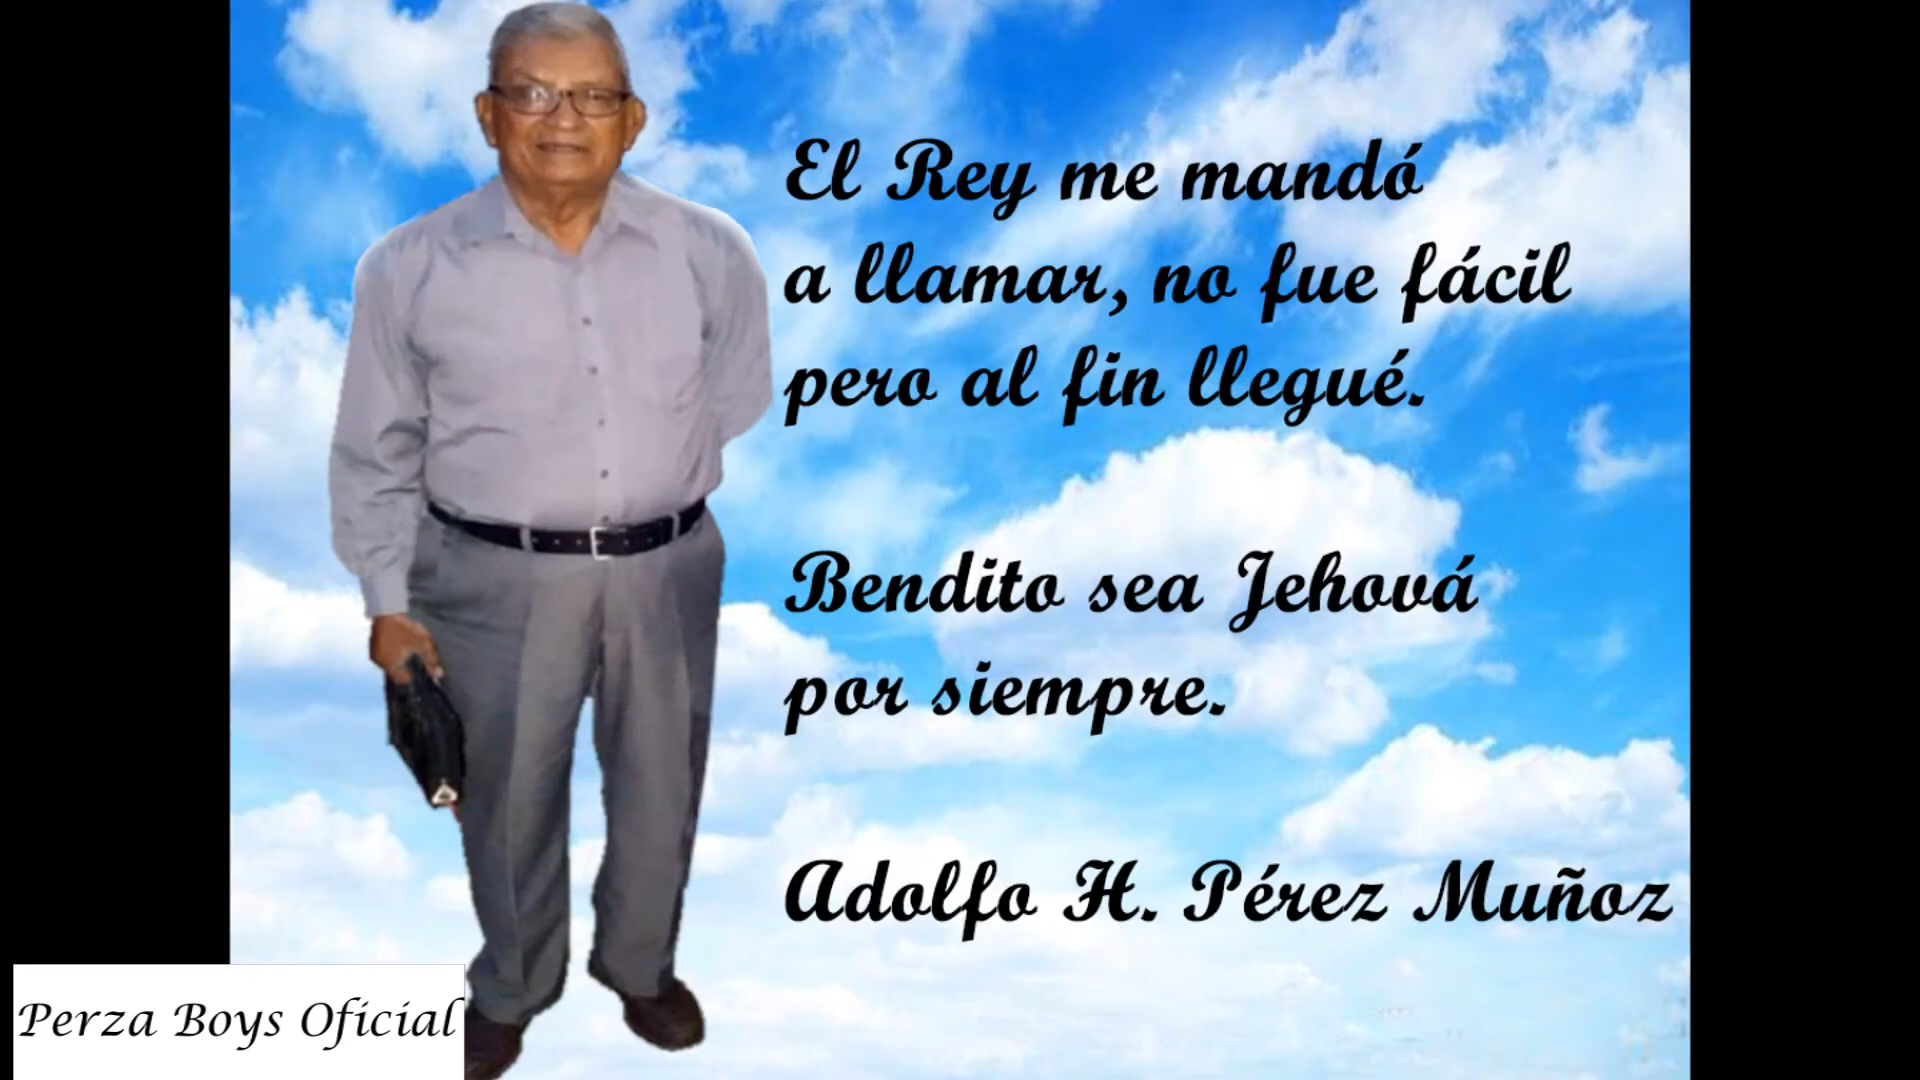 El Rey me mandó
a llamar, no fue fácil
pero al fin llegué.
Bendito sea Jehová
por siempre.
Adolfo H. Pérez Muñoz
Perza Boys Oficial